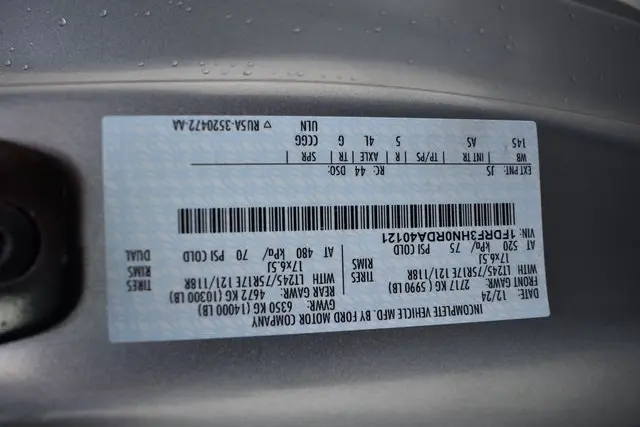 INCOMPLETE VEHICLE MFD. BY FORD MOTOR COMPANY
DATE: 12/24 GVWR: 6350 KG (14000 LB)
FRONT GAWR: 2717 KG (5990 LB) REAR GAWR: 4672 KG (10300 LB)
WITH LT245/75R17E 121/118R TIRES WITH LT245/75R17E 121/118R TIRES
17x6.5J RIMS 17x6.5J RIMS
AT 520 kPa/ 75 PSI COLD AT 480 kPa/ 70 PSI COLD DUAL
VIN: 1FDRF3HN0RDA40121
EXT PNT: JS RC: 44 DSO:
WB INT TR TP/PS R AXLE TR SPR
145 AS 5 4L G CCGG
ULN
▽ RU5A-3520472-AA